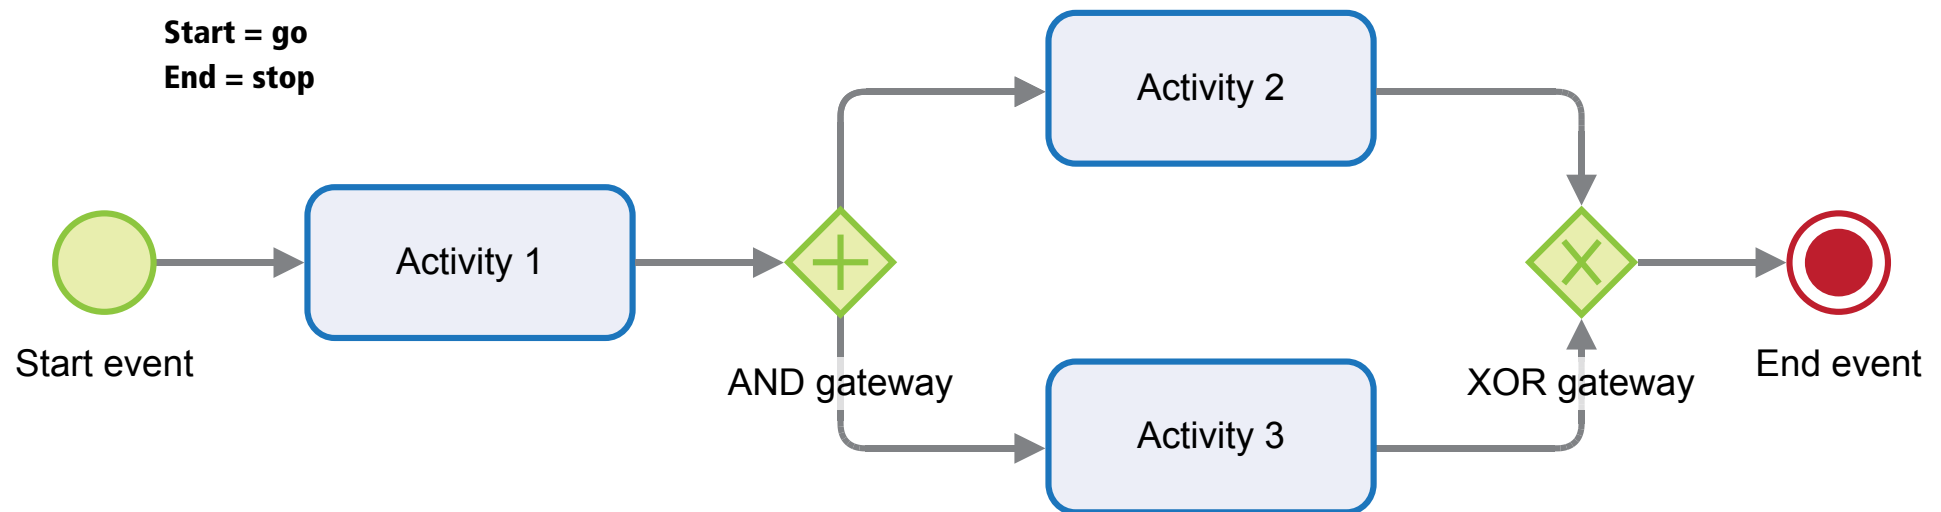 Start = go
End = stop
Activity 2
Activity 1
Start event
AND gateway
XOR gateway
End event
Activity 3